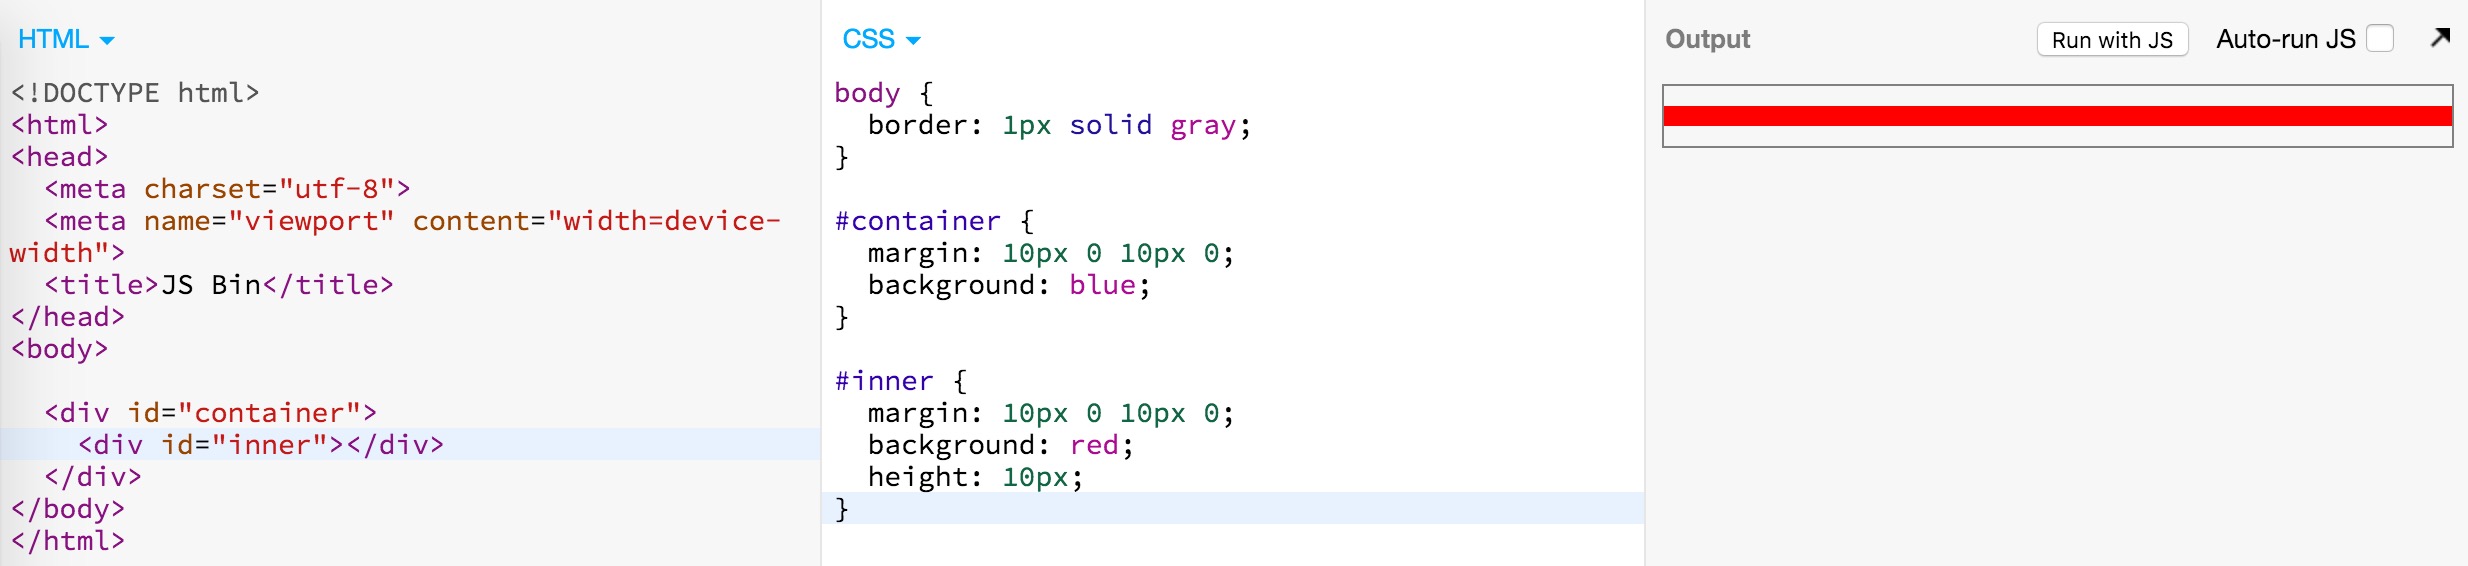 HTML
<!DOCTYPE html>
<html>
<head>
  <meta charset="utf-8">
  <meta name="viewport" content="width=device-
width">
  <title>JS Bin</title>
</head>
<body>

  <div id="container">
    <div id="inner"></div>
  </div>
</body>
</html>
CSS
body {
  border: 1px solid gray;
}

#container {
  margin: 10px 0 10px 0;
  background: blue;
}

#inner {
  margin: 10px 0 10px 0;
  background: red;
  height: 10px;
}
Output
Run with JS
Auto-run JS